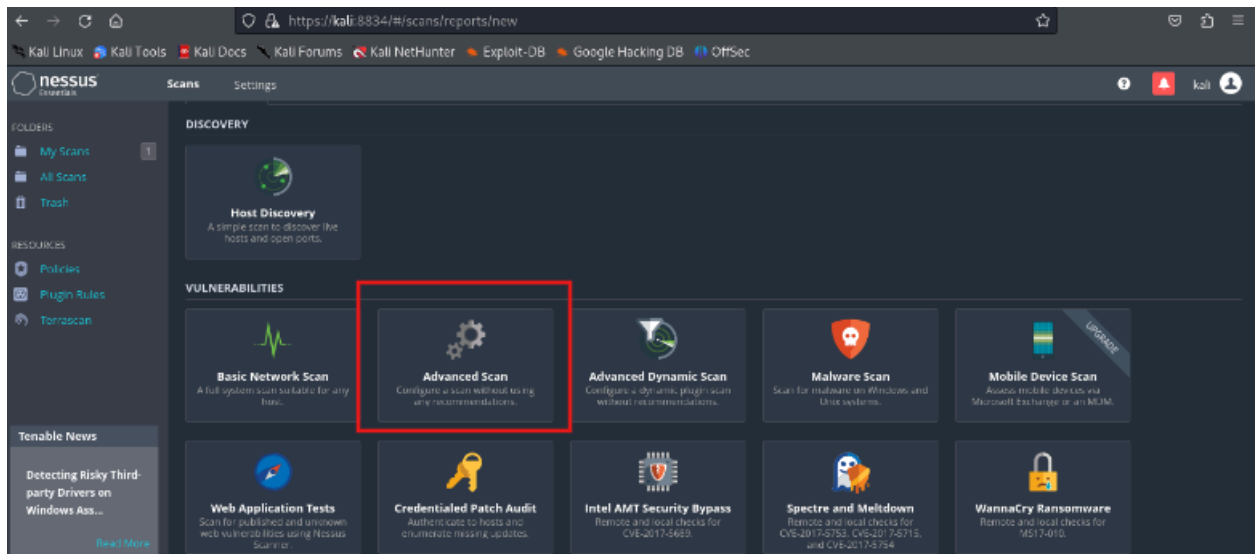 https://kali:8834/#/scans/reports/new
Kali Linux Kali Tools Kali Docs Kali Forums Kali NetHunter Exploit-DB Google Hacking DB OffSec
nessus Scans Settings kali
Essentials
FOLDERS
My Scans 1
All Scans
Trash
RESOURCES
Policies
Plugin Rules
Terrascan
Tenable News
Detecting Risky Third-
party Drivers on
Windows Ass...
Read More
DISCOVERY
Host Discovery
A simple scan to discover live
hosts and open ports.
VULNERABILITIES
Basic Network Scan
A full system scan suitable for any
host.
Advanced Scan
Configure a scan without using
any recommendations.
Advanced Dynamic Scan
Configure a dynamic plugin scan
without recommendations.
Malware Scan
Scan for malware on Windows and
Unix systems.
UPGRADE
Mobile Device Scan
Assess mobile devices via
Microsoft Exchange or an MDM.
Web Application Tests
Scan for published and unknown
web vulnerabilities using Nessus
Scanner.
Credentialed Patch Audit
Authenticate to hosts and
enumerate missing updates.
Intel AMT Security Bypass
Remote and local checks for
CVE-2017-5689.
Spectre and Meltdown
Remote and local checks for
CVE-2017-5753, CVE-2017-5715,
and CVE-2017-5754
WannaCry Ransomware
Remote and local checks for
MS17-010.